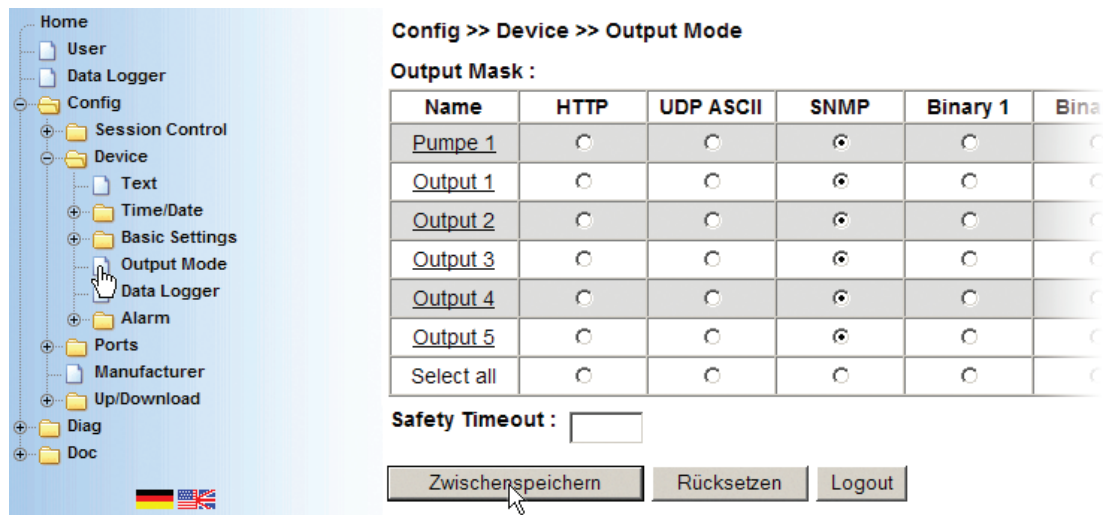 Home
User
Data Logger
Config
Session Control
Device
Text
Time/Date
Basic Settings
Output Mode
Data Logger
Alarm
Ports
Manufacturer
Up/Download
Diag
Doc
Config >> Device >> Output Mode
Output Mask :
Name HTTP UDP ASCII SNMP Binary 1 Bina
Pumpe 1
Output 1
Output 2
Output 3
Output 4
Output 5
Select all
Safety Timeout :
Zwischenspeichern Rücksetzen Logout